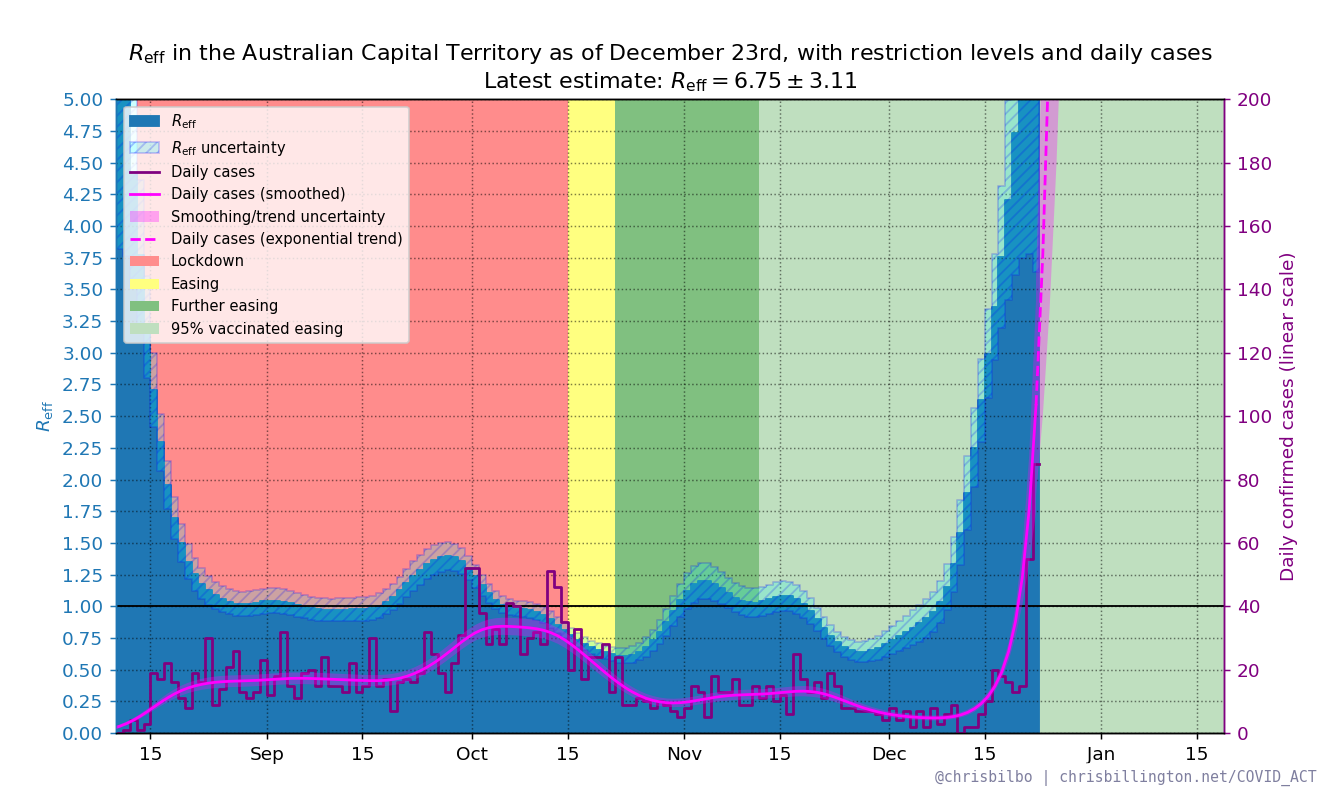 R_eff in the Australian Capital Territory as of December 23rd, with restriction levels and daily cases
Latest estimate: R_eff = 6.75 ± 3.11
5.00
4.75
4.50
4.25
4.00
3.75
3.50
3.25
3.00
2.75
2.50
2.25
2.00
1.75
1.50
1.25
1.00
0.75
0.50
0.25
0.00
R_eff
R_eff
R_eff uncertainty
Daily cases
Daily cases (smoothed)
Smoothing/trend uncertainty
Daily cases (exponential trend)
Lockdown
Easing
Further easing
95% vaccinated easing
200
180
160
140
120
100
80
60
40
20
0
Daily confirmed cases (linear scale)
15 Sep 15 Oct 15 Nov 15 Dec 15 Jan 15
@chrisbilbo | chrisbillington.net/COVID_ACT